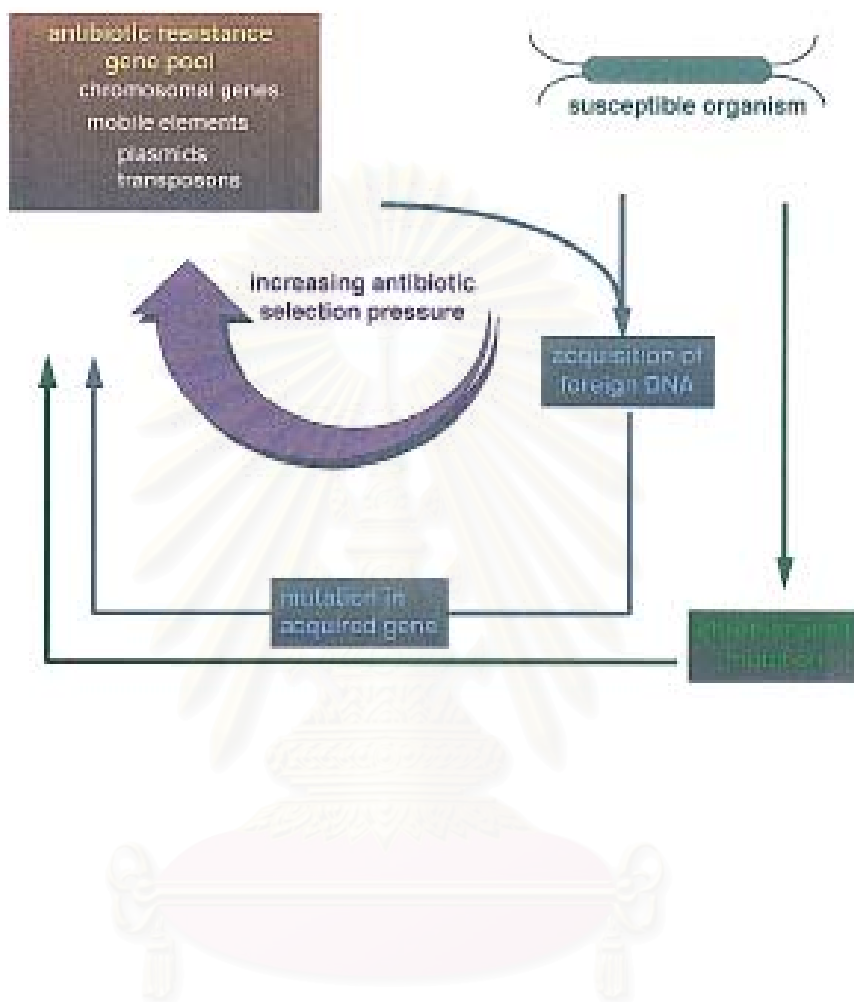 antibiotic resistance
gene pool
chromosomal genes
mobile elements
plasmids
transposons
susceptible organism
increasing antibiotic
selection pressure
acquisition of
foreign DNA
mutation in
acquired gene
mutation